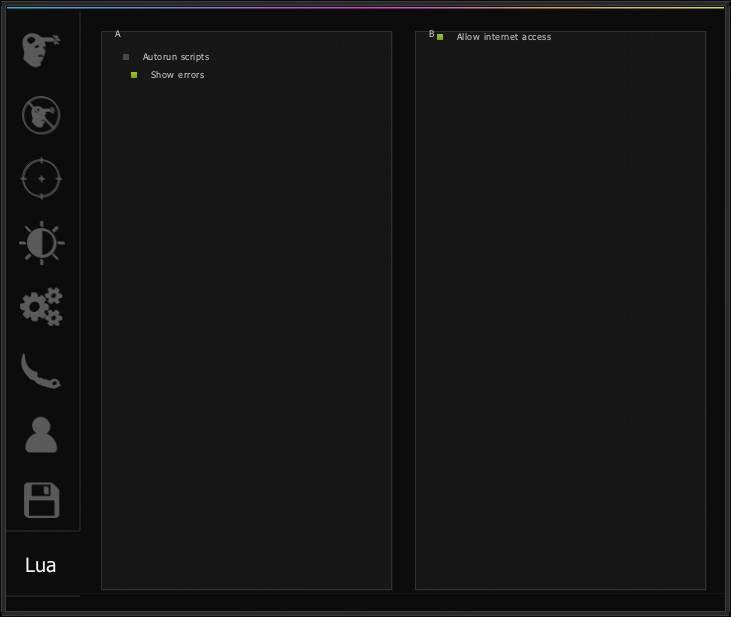 A
Autorun scripts
Show errors
B
Allow internet access
Lua